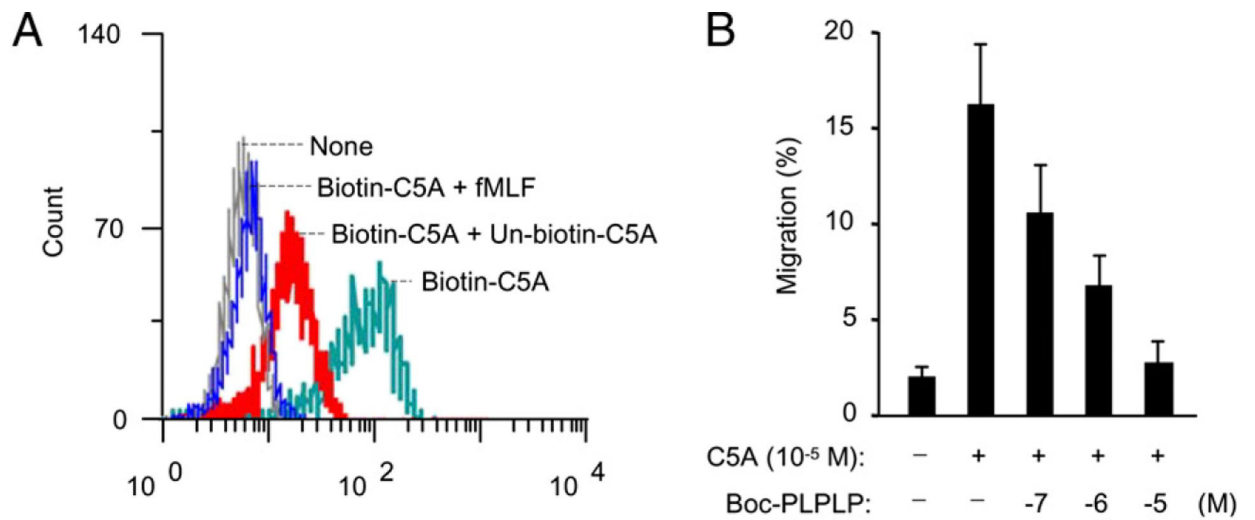 A
140
70
0
Count
None
Biotin-C5A + fMLF
Biotin-C5A + Un-biotin-C5A
Biotin-C5A
10 0
10 2
10 4
B
20
15
10
5
0
Migration (%)
C5A (10-5 M): – + + + +
Boc-PLPLP: – – -7 -6 -5 (M)